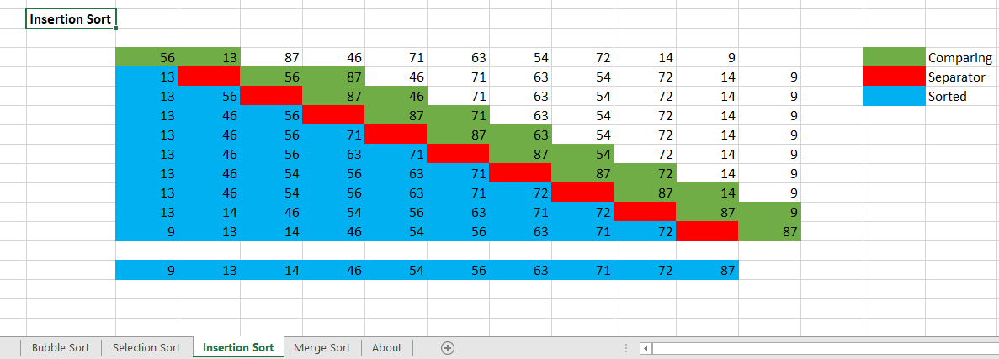 Insertion Sort
56 13 87 46 71 63 54 72 14 9 Comparing
13 56 87 46 71 63 54 72 14 9 Separator
13 56 87 46 71 63 54 72 14 9 Sorted
13 46 56 87 71 63 54 72 14 9
13 46 56 71 87 63 54 72 14 9
13 46 56 63 71 87 54 72 14 9
13 46 54 56 63 71 87 72 14 9
13 46 54 56 63 71 72 87 14 9
13 14 46 54 56 63 71 72 87 9
9 13 14 46 54 56 63 71 72 87
9 13 14 46 54 56 63 71 72 87
Bubble Sort Selection Sort Insertion Sort Merge Sort About